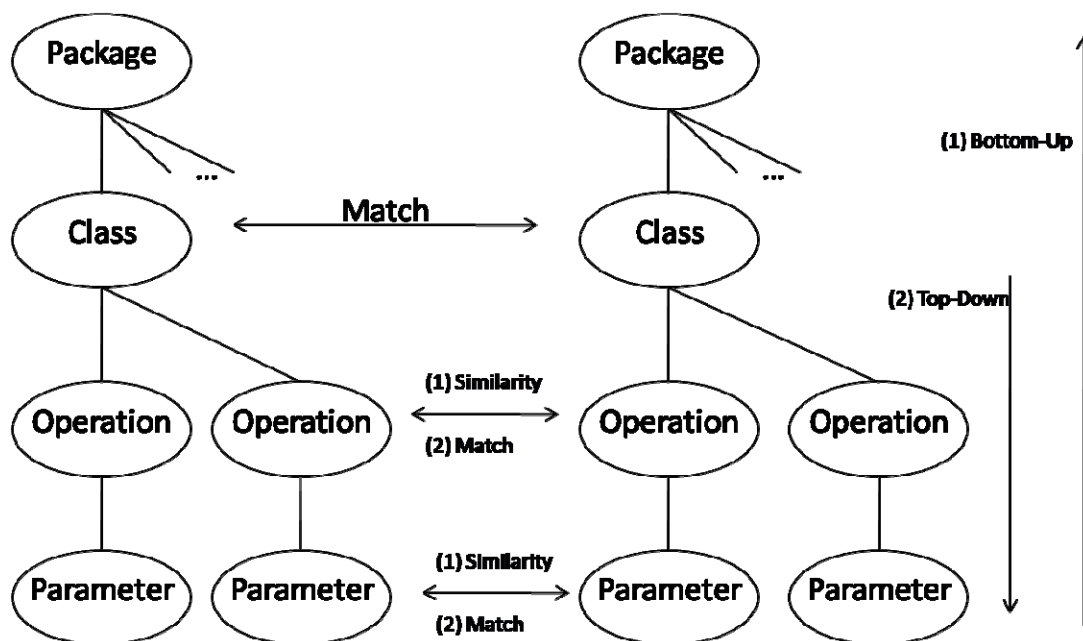 Package
Package
(1) Bottom-Up
...
...
Class
Match
Class
(2) Top-Down
(1) Similarity
Operation
Operation
Operation
Operation
(2) Match
(1) Similarity
Parameter
Parameter
Parameter
Parameter
(2) Match